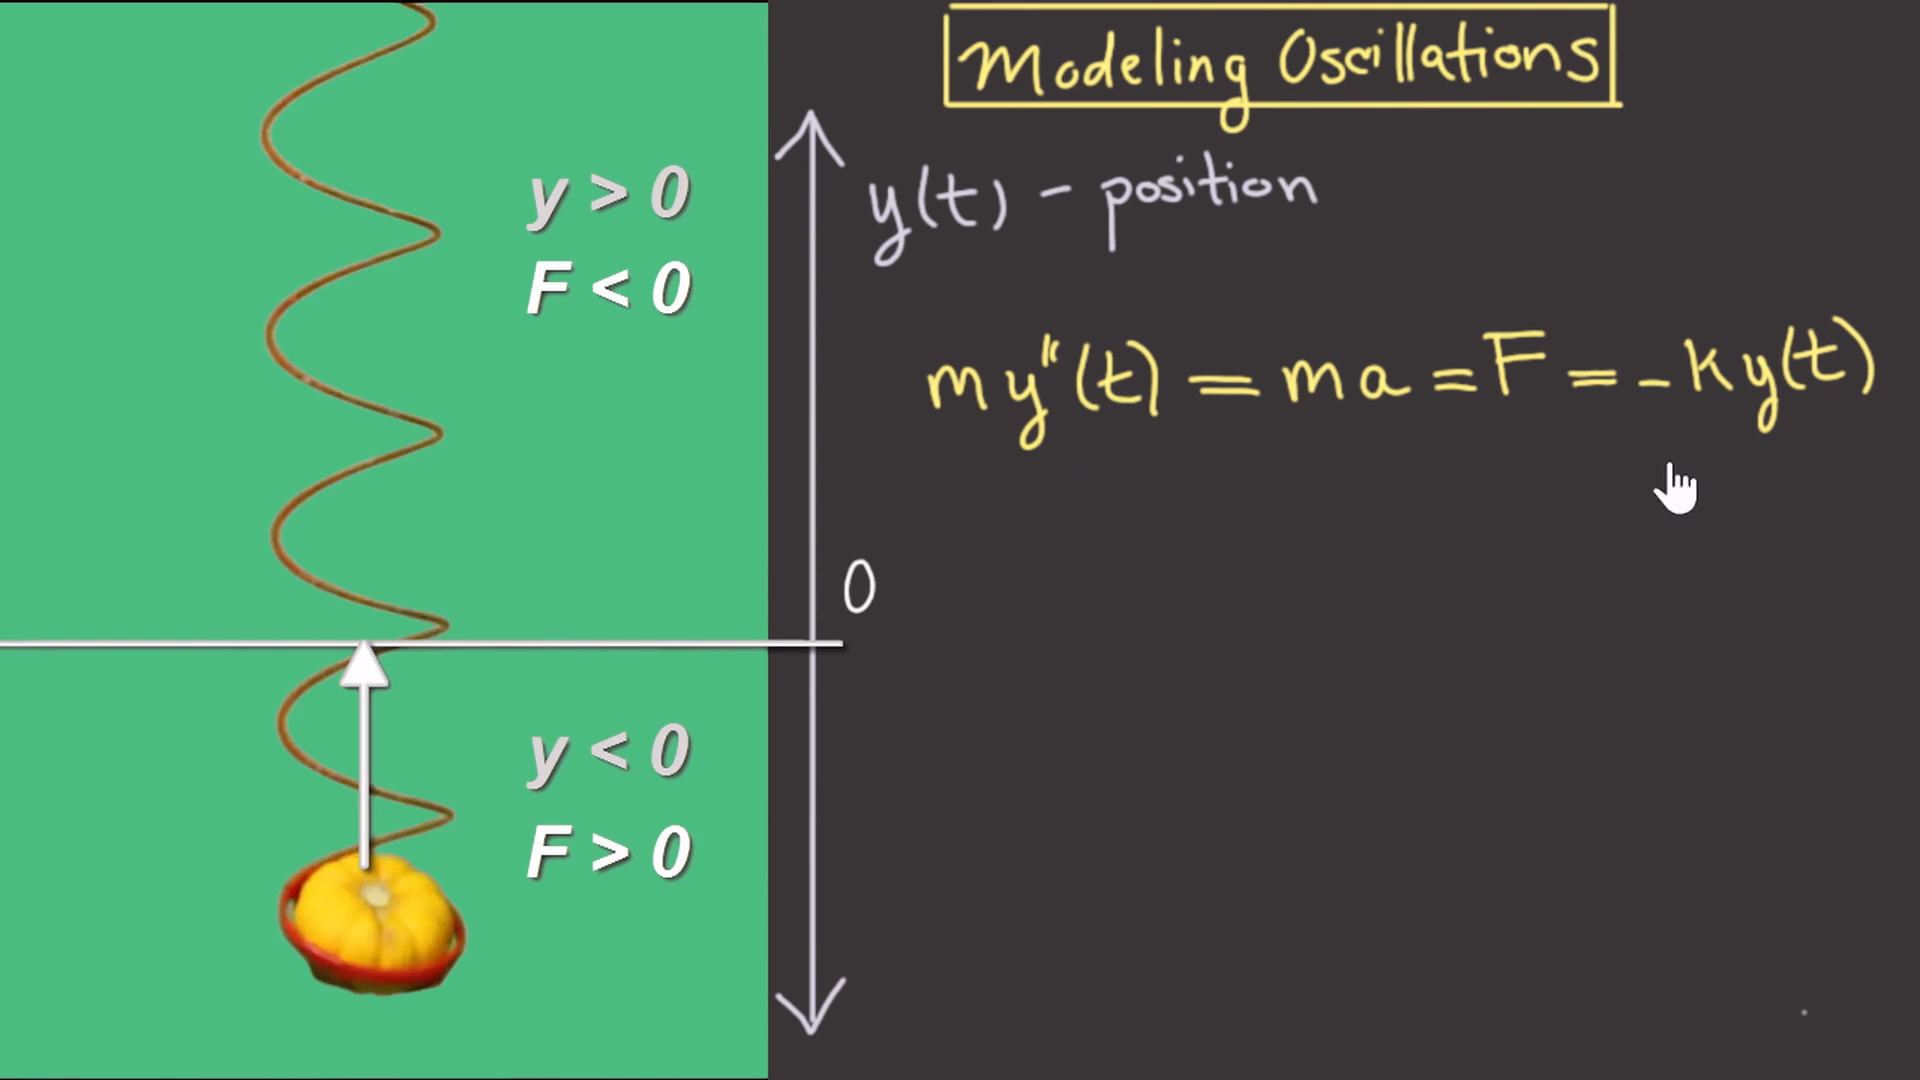 Modeling Oscillations
y > 0
F < 0
y(t) - position
my"(t) = ma = F = -ky(t)
0
y < 0
F > 0